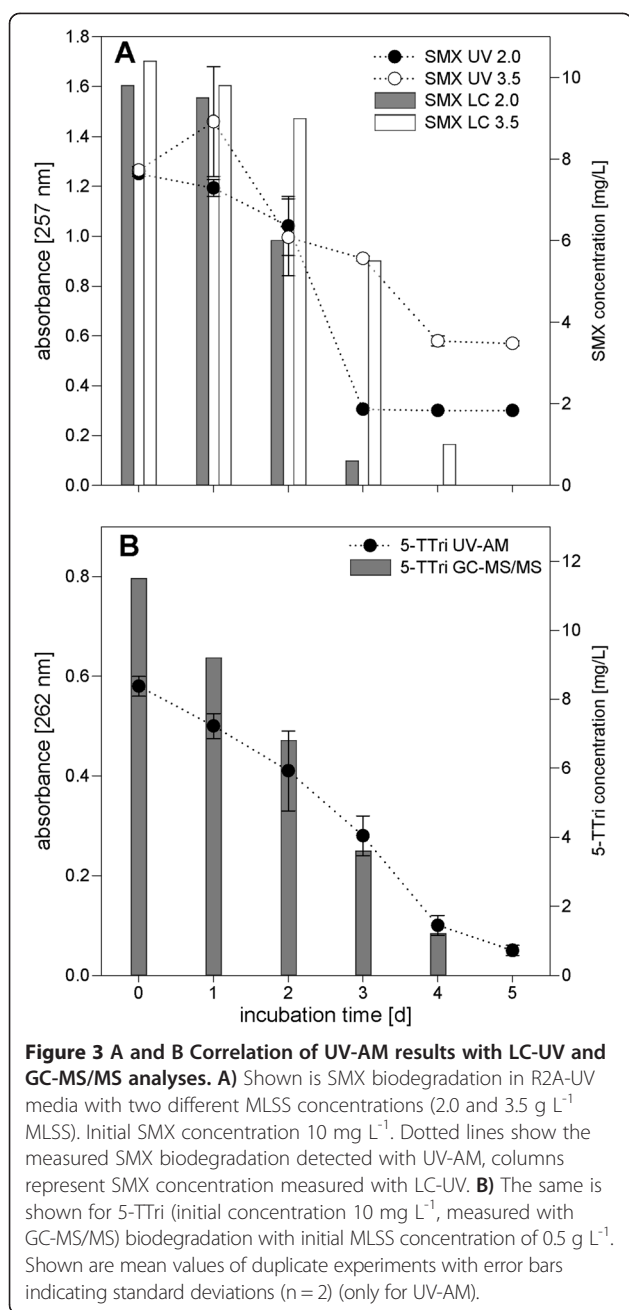 A
SMX UV 2.0
SMX UV 3.5
SMX LC 2.0
SMX LC 3.5
absorbance [257 nm]
1.8
1.6
1.4
1.2
1.0
0.8
0.6
0.4
0.2
0.0
SMX concentration [mg/L]
10
8
6
4
2
0
B
5-TTri UV-AM
5-TTri GC-MS/MS
absorbance [262 nm]
0.8
0.6
0.4
0.2
0.0
5-TTri concentration [mg/L]
12
10
8
6
4
2
0
0 1 2 3 4 5
incubation time [d]
Figure 3 A and B Correlation of UV-AM results with LC-UV and
GC-MS/MS analyses. A) Shown is SMX biodegradation in R2A-UV
media with two different MLSS concentrations (2.0 and 3.5 g L-1
MLSS). Initial SMX concentration 10 mg L-1. Dotted lines show the
measured SMX biodegradation detected with UV-AM, columns
represent SMX concentration measured with LC-UV. B) The same is
shown for 5-TTri (initial concentration 10 mg L-1, measured with
GC-MS/MS) biodegradation with initial MLSS concentration of 0.5 g L-1.
Shown are mean values of duplicate experiments with error bars
indicating standard deviations (n = 2) (only for UV-AM).